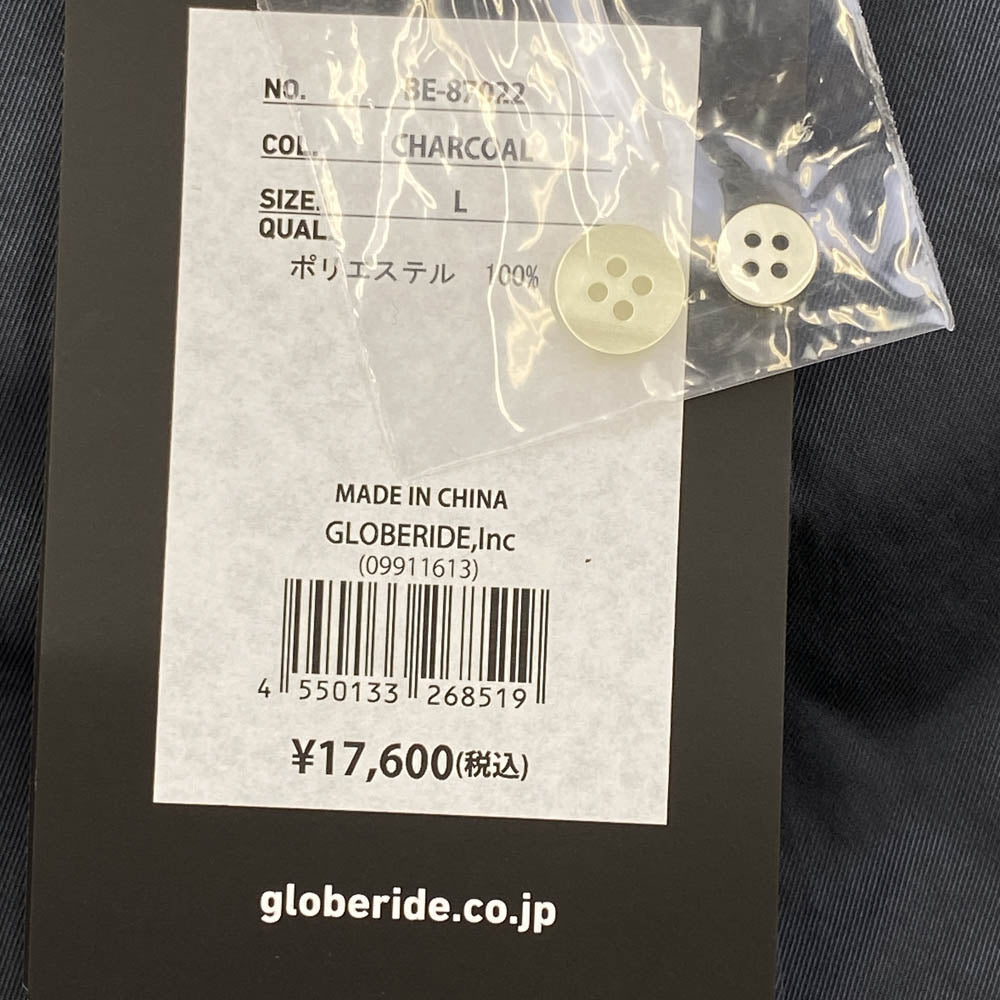 NO. BE-87022
COL. CHARCOAL
SIZE. L
QUAL
ポリエステル 100%
MADE IN CHINA
GLOBERIDE,Inc
(09911613)
4 550133 268519
¥17,600(税込)
globeride.co.jp